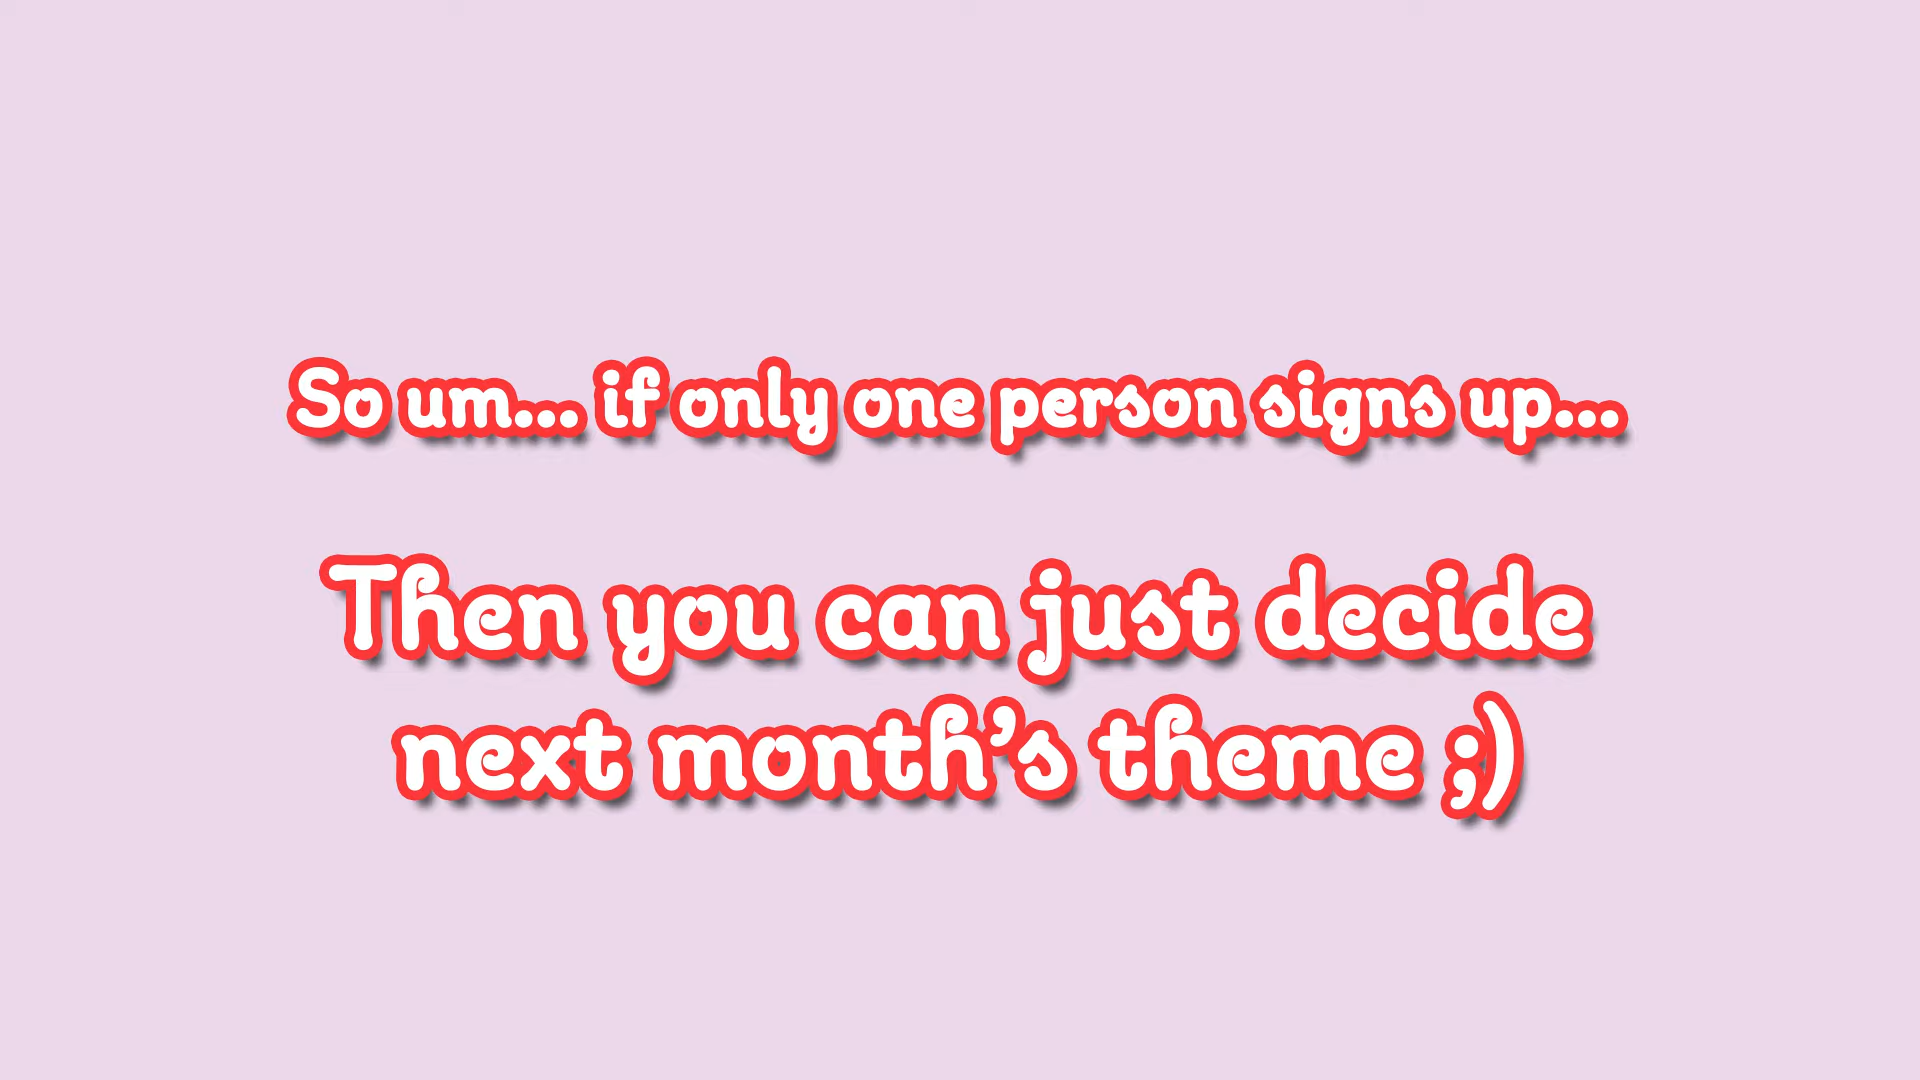 So um... if only one person signs up...
Then you can just decide
next month's theme ;)